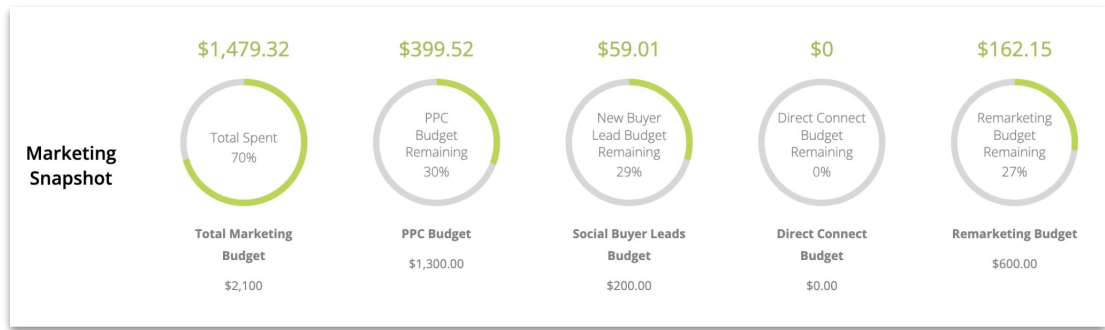 $1,479.32
$399.52
$59.01
$0
$162.15
Marketing
Snapshot
Total Spent
70%
PPC
Budget
Remaining
30%
New Buyer
Lead Budget
Remaining
29%
Direct Connect
Budget
Remaining
0%
Remarketing
Budget
Remaining
27%
Total Marketing
Budget
$2,100
PPC Budget
$1,300.00
Social Buyer Leads
Budget
$200.00
Direct Connect
Budget
$0.00
Remarketing Budget
$600.00